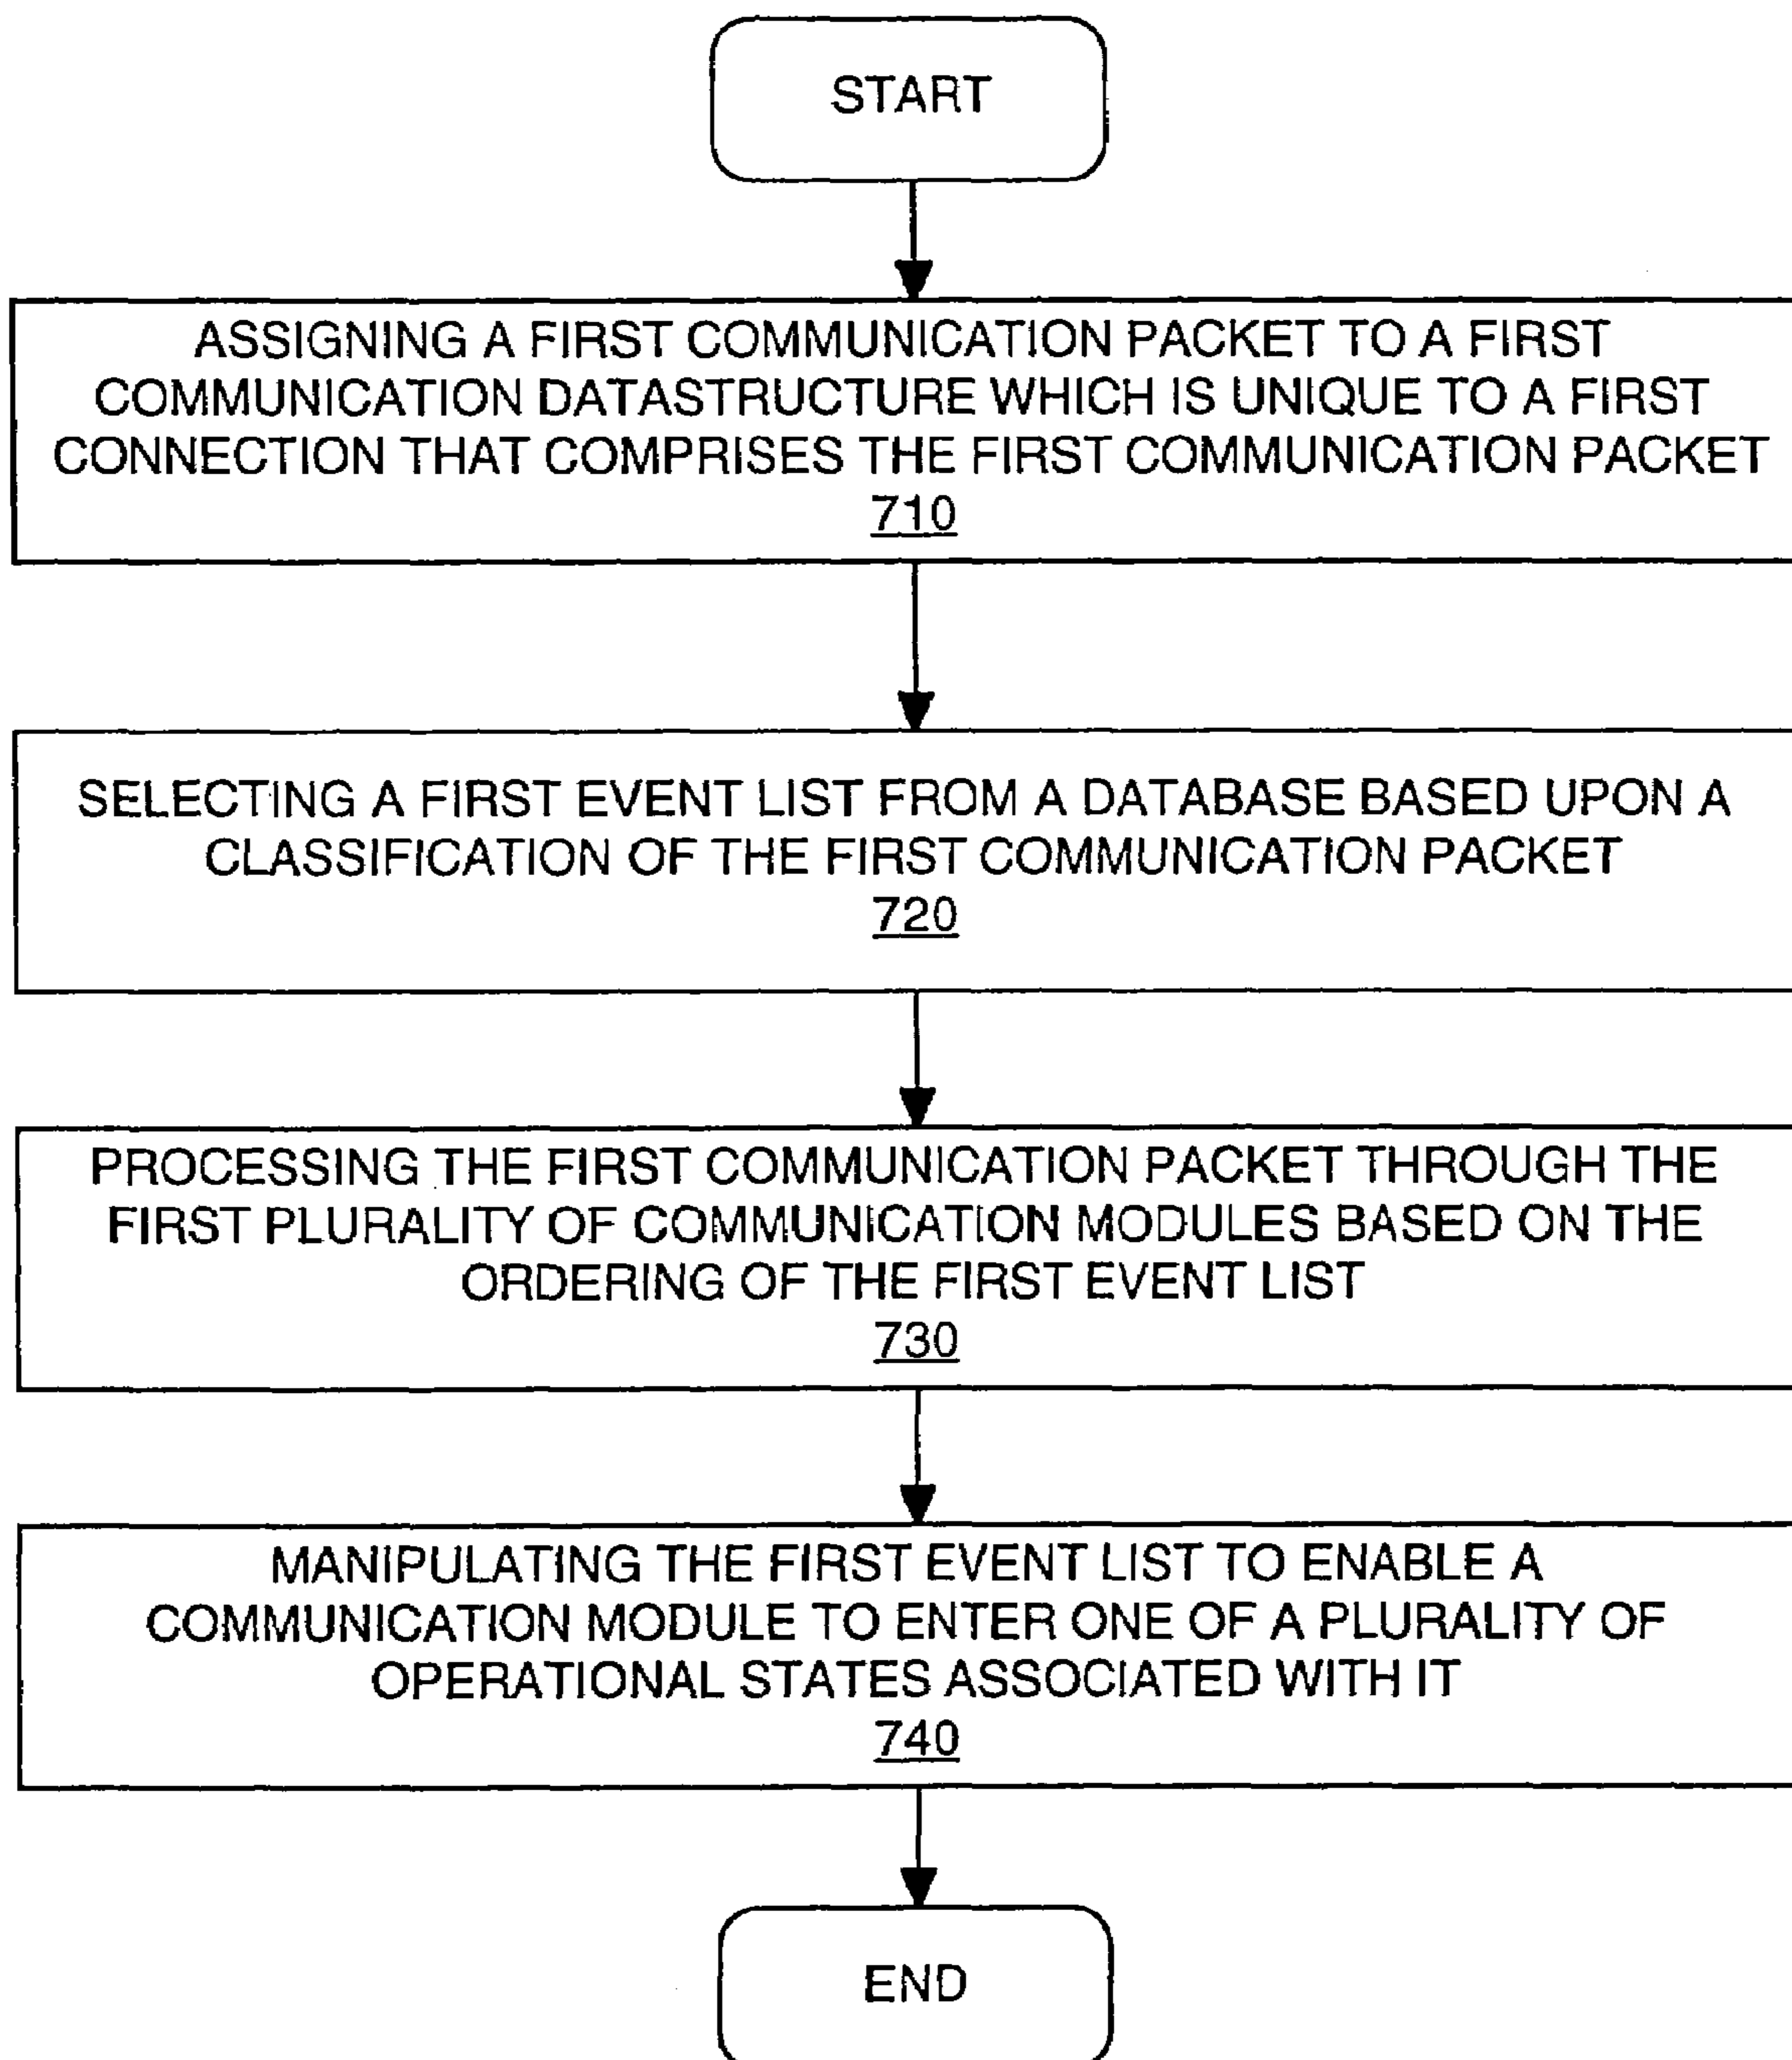 START
ASSIGNING A FIRST COMMUNICATION PACKET TO A FIRST
COMMUNICATION DATASTRUCTURE WHICH IS UNIQUE TO A FIRST
CONNECTION THAT COMPRISES THE FIRST COMMUNICATION PACKET
710
SELECTING A FIRST EVENT LIST FROM A DATABASE BASED UPON A
CLASSIFICATION OF THE FIRST COMMUNICATION PACKET
720
PROCESSING THE FIRST COMMUNICATION PACKET THROUGH THE
FIRST PLURALITY OF COMMUNICATION MODULES BASED ON THE
ORDERING OF THE FIRST EVENT LIST
730
MANIPULATING THE FIRST EVENT LIST TO ENABLE A
COMMUNICATION MODULE TO ENTER ONE OF A PLURALITY OF
OPERATIONAL STATES ASSOCIATED WITH IT
740
END